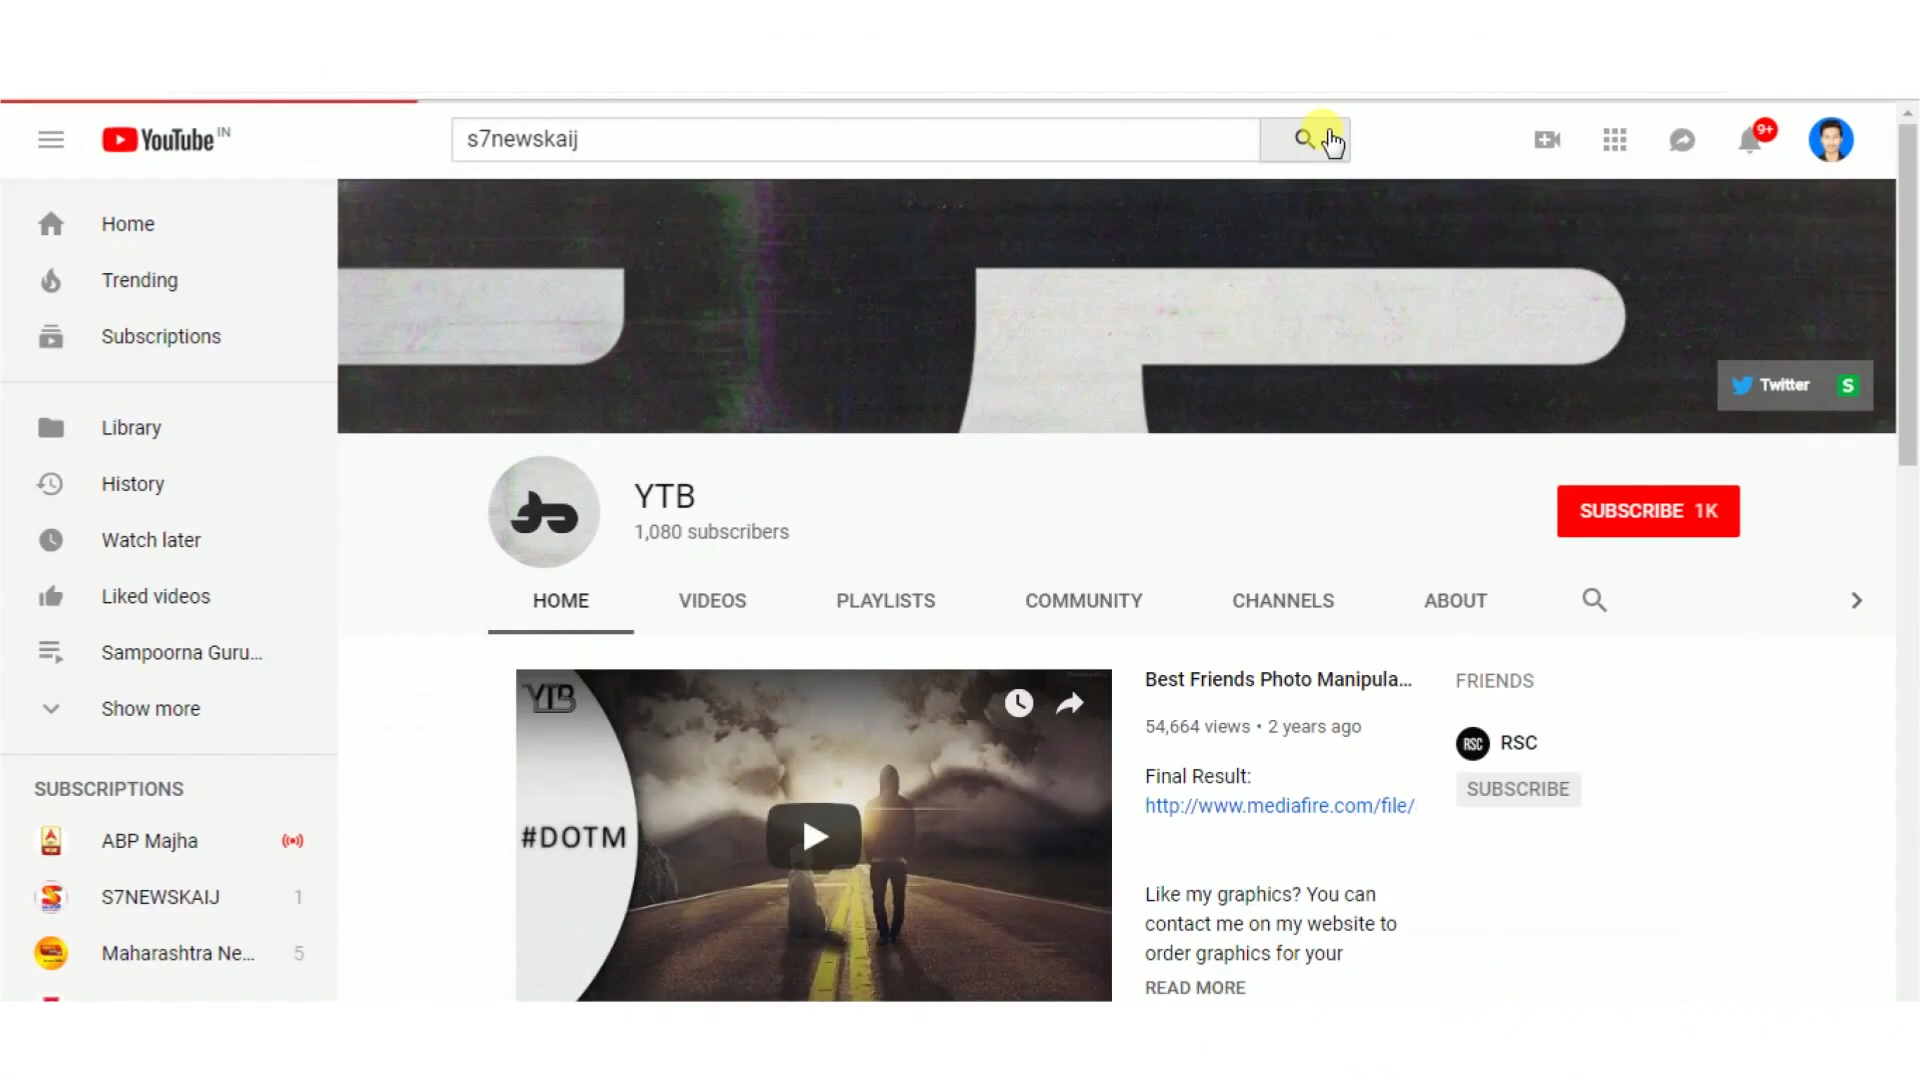 YouTube IN
s7newskaij
9+
Home
Trending
Subscriptions
Library
History
Watch later
Liked videos
Sampoorna Guru...
Show more
SUBSCRIPTIONS
ABP Majha
S7NEWSKAIJ 1
Maharashtra Ne... 5
Twitter S
YTB
1,080 subscribers
SUBSCRIBE 1K
HOME VIDEOS PLAYLISTS COMMUNITY CHANNELS ABOUT
YTB
#DOTM
Best Friends Photo Manipula...
54,664 views • 2 years ago
Final Result:
http://www.mediafire.com/file/
Like my graphics? You can
contact me on my website to
order graphics for your
READ MORE
FRIENDS
RSC RSC
SUBSCRIBE